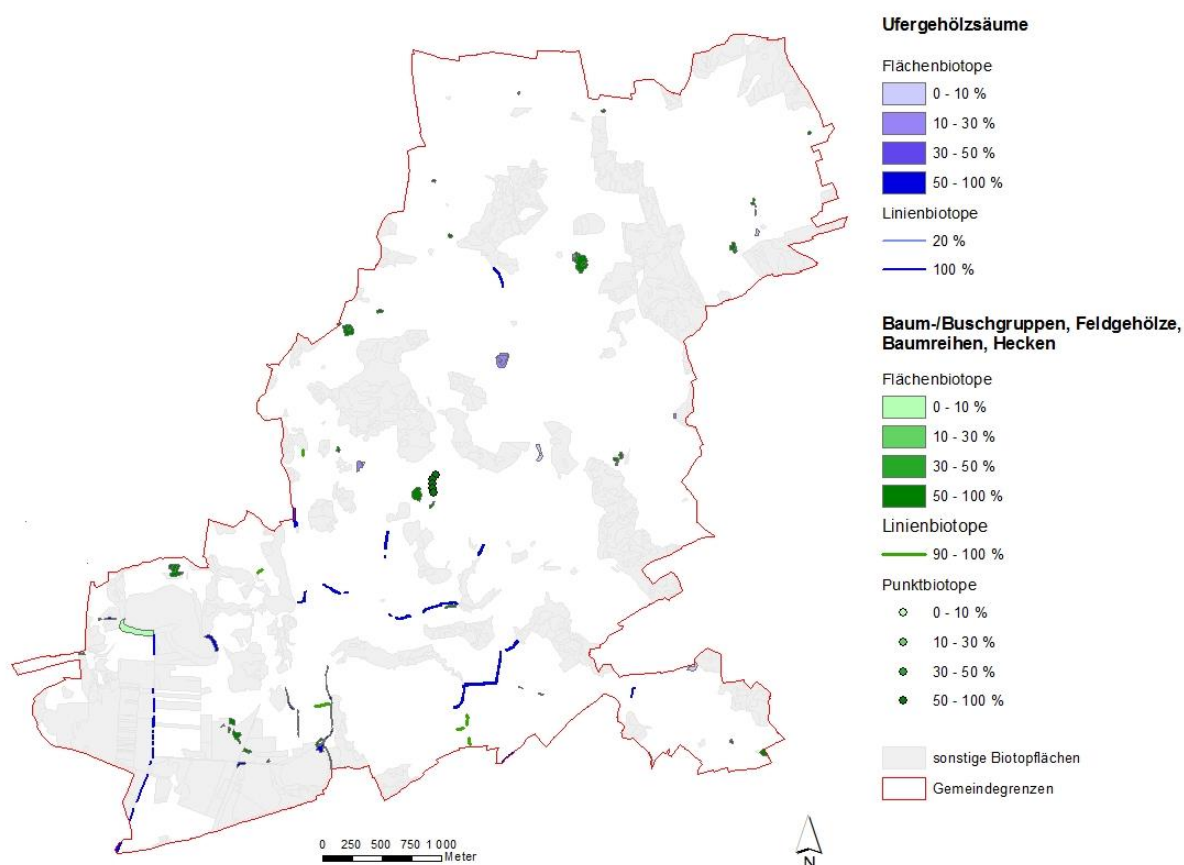 Ufergehölzsäume
Flächenbiotope
0 - 10 %
10 - 30 %
30 - 50 %
50 - 100 %
Linienbiotope
20 %
100 %
Baum-/Buschgruppen, Feldgehölze,
Baumreihen, Hecken
Flächenbiotope
0 - 10 %
10 - 30 %
30 - 50 %
50 - 100 %
Linienbiotope
90 - 100 %
Punktbiotope
0 - 10 %
10 - 30 %
30 - 50 %
50 - 100 %
sonstige Biotopflächen
Gemeindegrenzen
0 250 500 750 1 000
Meter
N